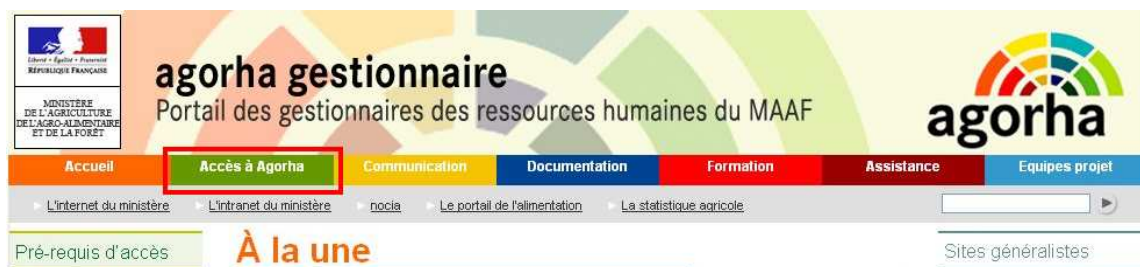 Liberté • Égalité • Fraternité
RÉPUBLIQUE FRANÇAISE
MINISTÈRE
DE L'AGRICULTURE
DE L'AGRO-ALIMENTAIRE
ET DE LA FORÊT
agorha gestionnaire
Portail des gestionnaires des ressources humaines du MAAF
agorha
Accueil Accès à Agorha Communication Documentation Formation Assistance Equipes projet
L'internet du ministère L'intranet du ministère nocia Le portail de l'alimentation La statistique agricole
Pré-requis d'accès À la une Sites généralistes